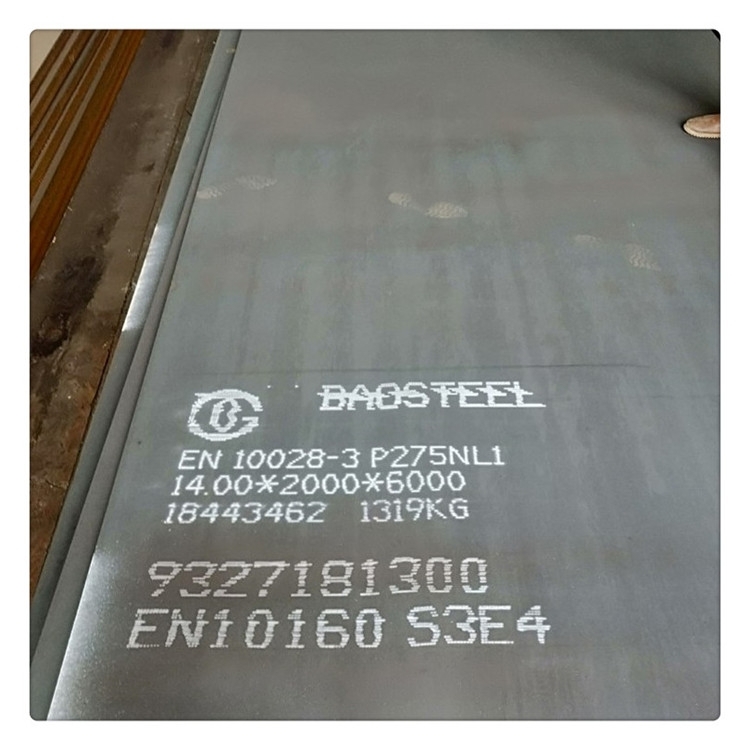 BAOSTEEL
EN 10028-3 P275NL1
14.00*2000*6000
18443462 1319KG
9327181300
EN10160 S3E4